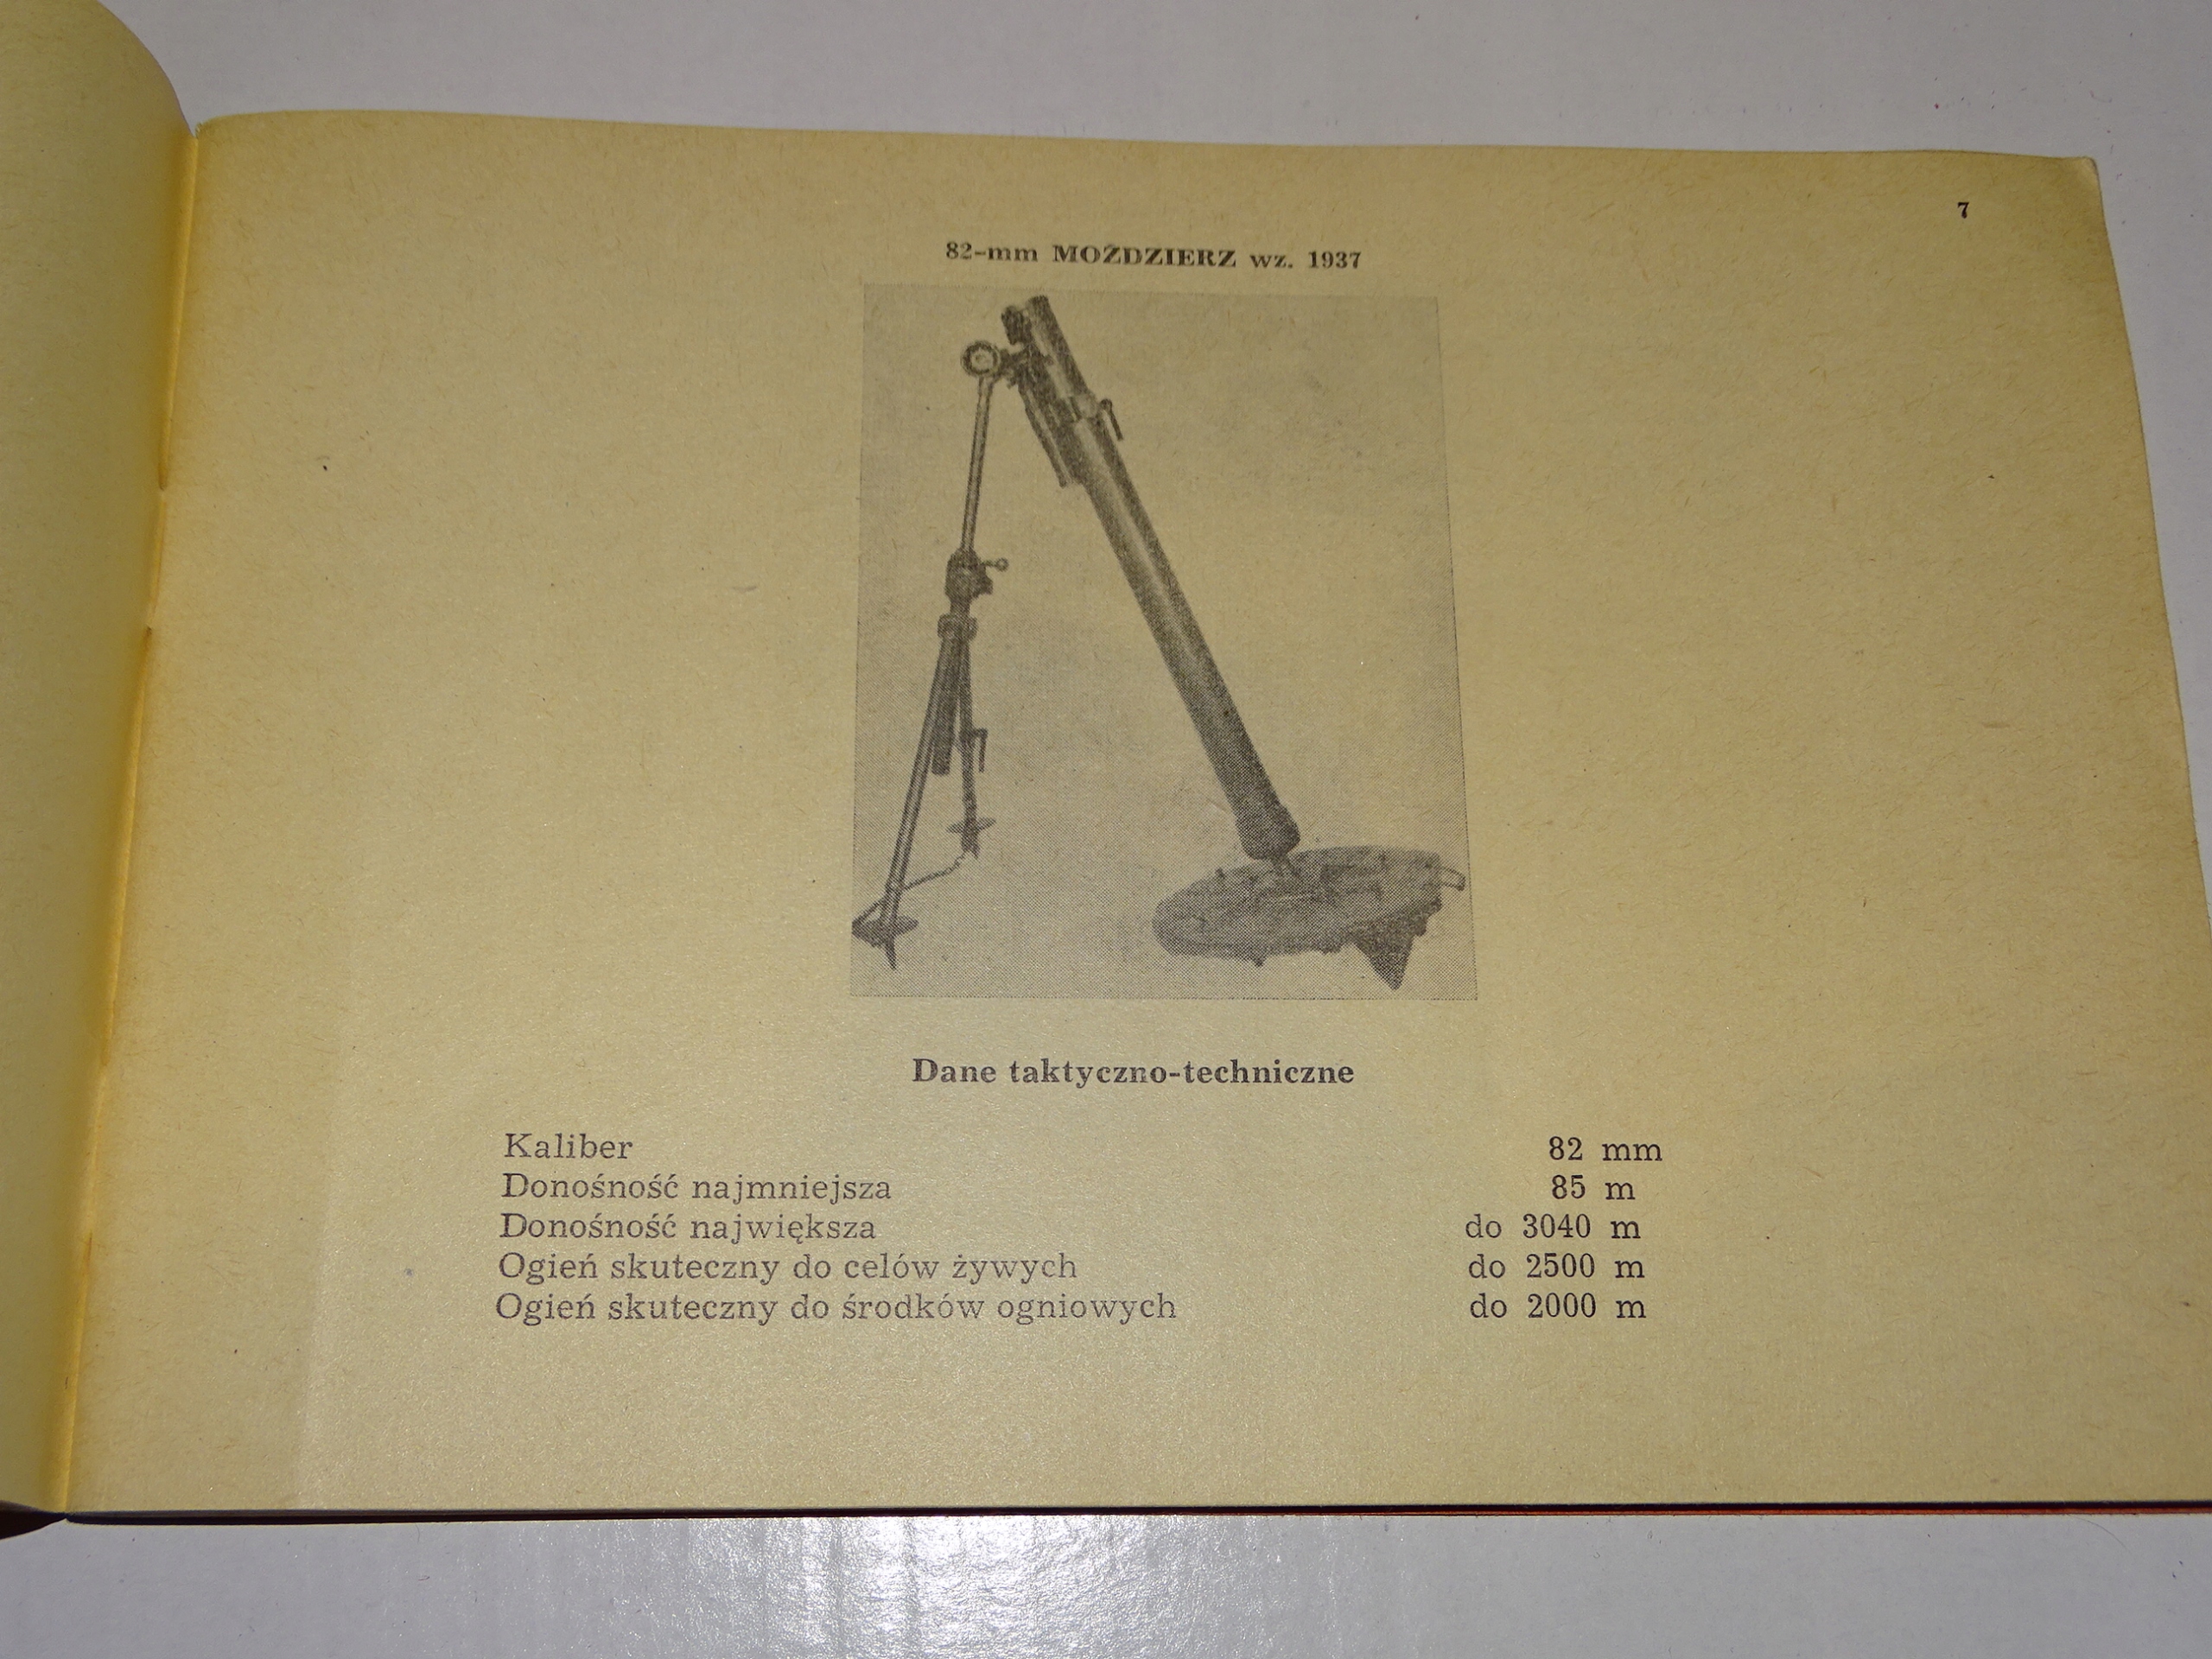 7
82-mm MOŹDZIERZ wz. 1937
Dane taktyczno-techniczne
Kaliber 82 mm
Donośność najmniejsza 85 m
Donośność największa do 3040 m
Ogień skuteczny do celów żywych do 2500 m
Ogień skuteczny do środków ogniowych do 2000 m